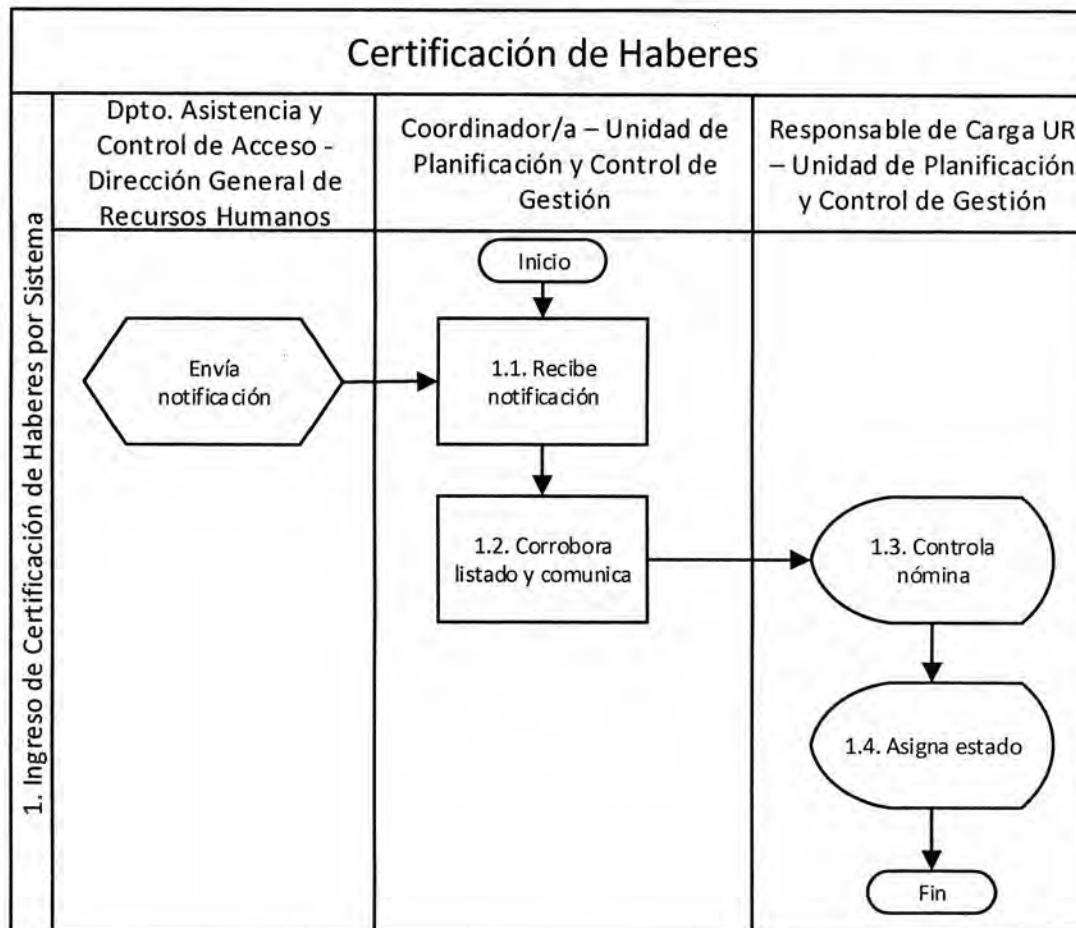 Certificación de Haberes
1. Ingreso de Certificación de Haberes por Sistema
Dpto. Asistencia y
Control de Acceso -
Dirección General de
Recursos Humanos
Coordinador/a – Unidad de
Planificación y Control de
Gestión
Responsable de Carga UR
– Unidad de Planificación
y Control de Gestión
Inicio
Envía
notificación
1.1. Recibe
notificación
1.2. Corrobora
listado y comunica
1.3. Controla
nómina
1.4. Asigna estado
Fin